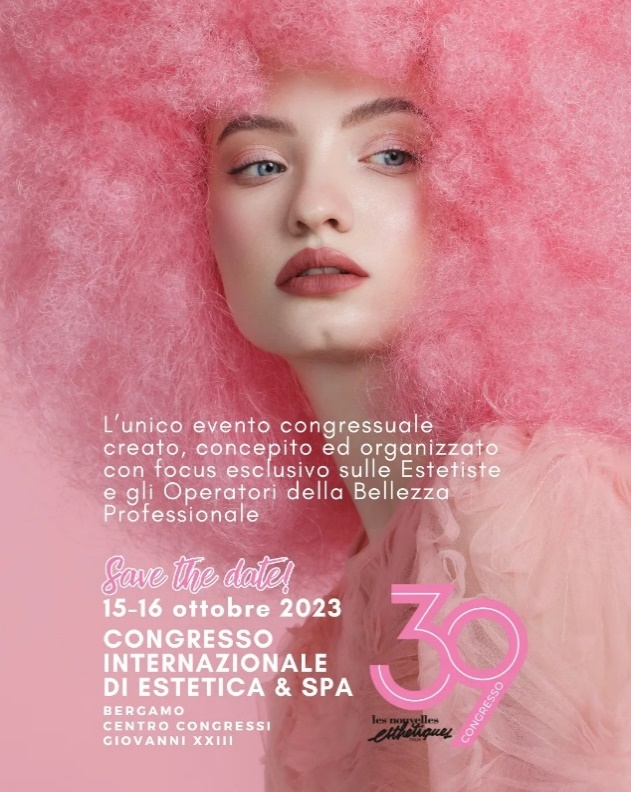 L'unico evento congressuale
creato, concepito ed organizzato
con focus esclusivo sulle Estetiste
e gli Operatori della Bellezza
Professionale
Save the date!
15-16 ottobre 2023
CONGRESSO
INTERNAZIONALE
DI ESTETICA & SPA
BERGAMO
CENTRO CONGRESSI
GIOVANNI XXIII
39
CONGRESSO
les nouvelles
esthétiques